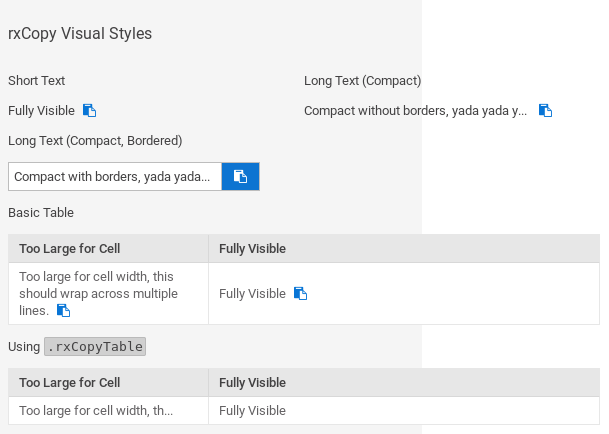 rxCopy Visual Styles
Short Text
Long Text (Compact)
Fully Visible
Compact without borders, yada yada y...
Long Text (Compact, Bordered)
Compact with borders, yada yada...
Basic Table
Too Large for Cell
Fully Visible
Too large for cell width, this
should wrap across multiple
lines.
Fully Visible
Using .rxCopyTable
Too Large for Cell
Fully Visible
Too large for cell width, th...
Fully Visible